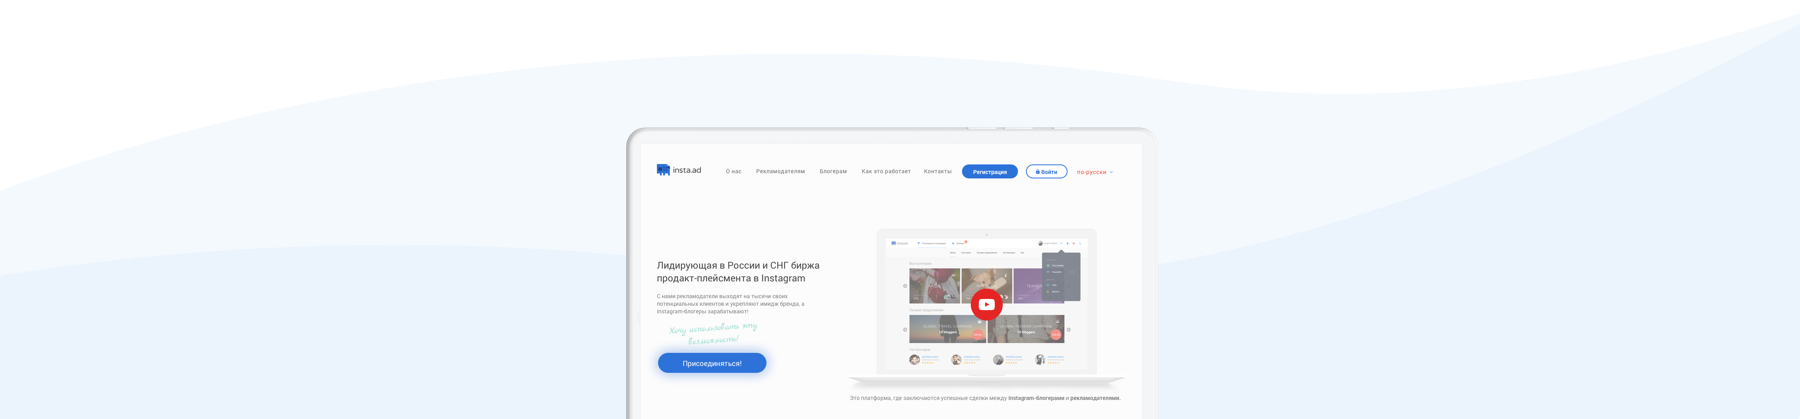 insta.ad
О нас
Рекламодателям
Блогерам
Как это работает
Контакты
Регистрация
Войти
по-русски
Лидирующая в России и СНГ биржа
продакт-плейсмента в Instagram
С нами рекламодатели выходят на тысячи своих
потенциальных клиентов и укрепляют имидж бренда, а
Instagram-блогеры зарабатывают!
Хочу использовать эту
возможность!
Присоединяться!
Это платформа, где заключаются успешные сделки между Instagram-блогерами и рекламодателями.